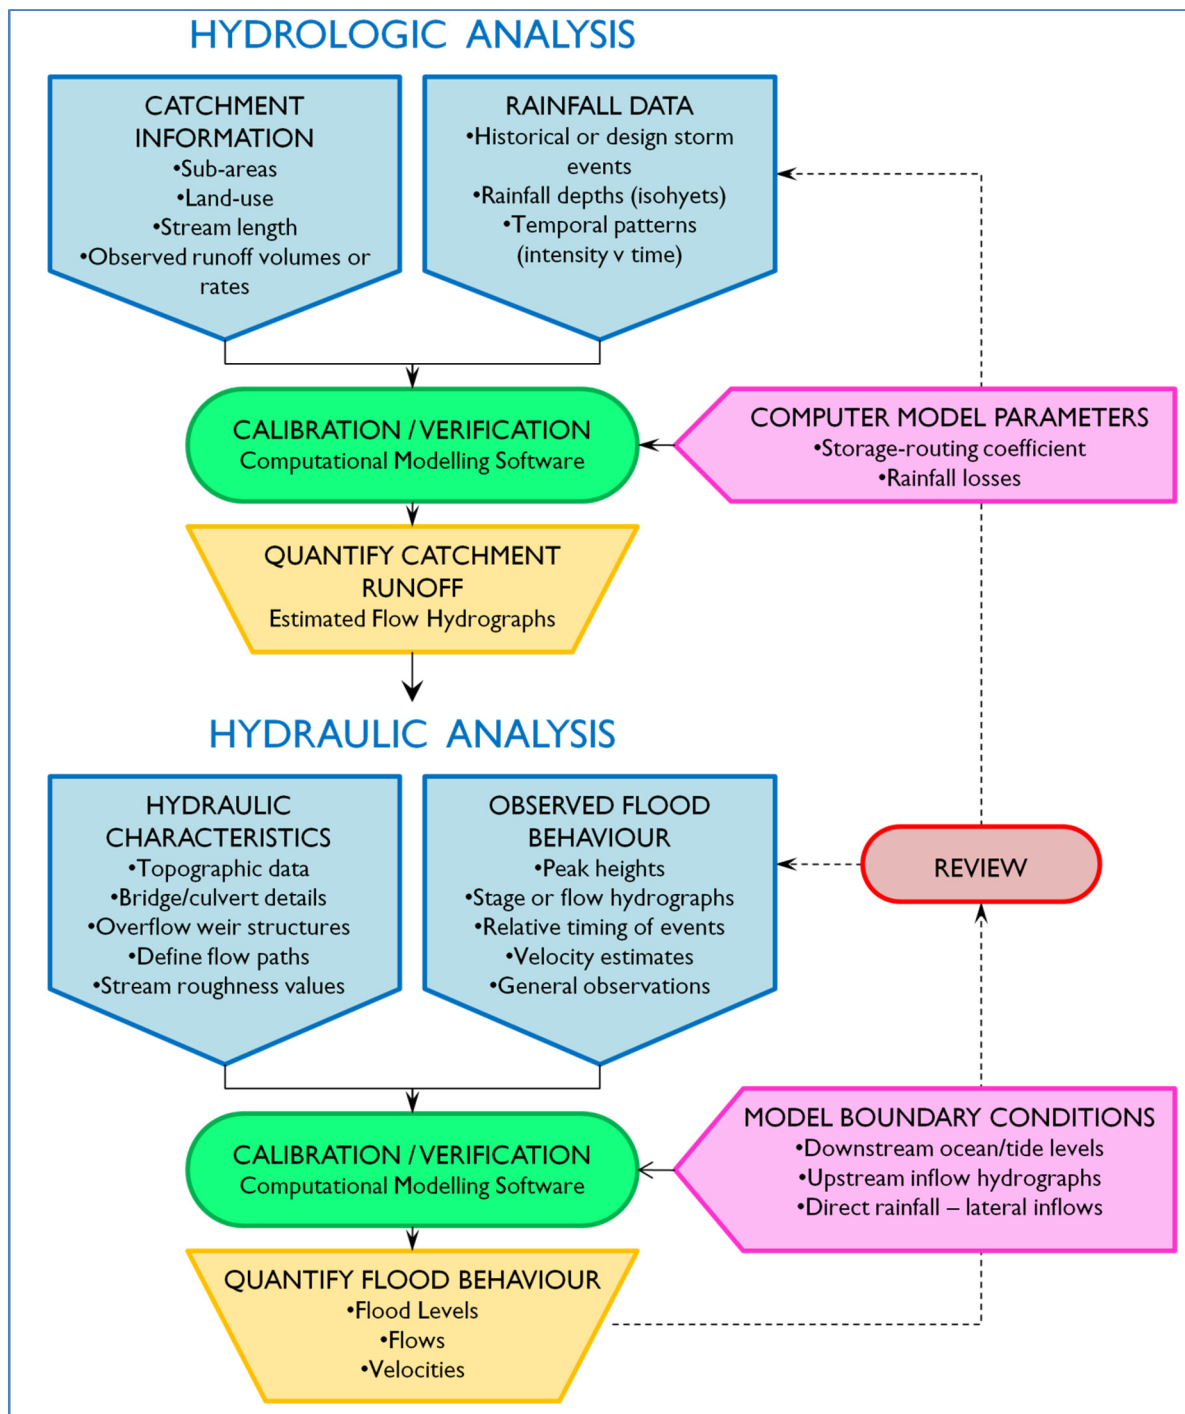 HYDROLOGIC ANALYSIS
CATCHMENT
INFORMATION
•Sub-areas
•Land-use
•Stream length
•Observed runoff volumes or
rates
RAINFALL DATA
•Historical or design storm
events
•Rainfall depths (isohyets)
•Temporal patterns
(intensity v time)
CALIBRATION / VERIFICATION
Computational Modelling Software
COMPUTER MODEL PARAMETERS
•Storage-routing coefficient
•Rainfall losses
QUANTIFY CATCHMENT
RUNOFF
Estimated Flow Hydrographs
HYDRAULIC ANALYSIS
HYDRAULIC
CHARACTERISTICS
•Topographic data
•Bridge/culvert details
•Overflow weir structures
•Define flow paths
•Stream roughness values
OBSERVED FLOOD
BEHAVIOUR
•Peak heights
•Stage or flow hydrographs
•Relative timing of events
•Velocity estimates
•General observations
REVIEW
CALIBRATION / VERIFICATION
Computational Modelling Software
MODEL BOUNDARY CONDITIONS
•Downstream ocean/tide levels
•Upstream inflow hydrographs
•Direct rainfall – lateral inflows
QUANTIFY FLOOD BEHAVIOUR
•Flood Levels
•Flows
•Velocities